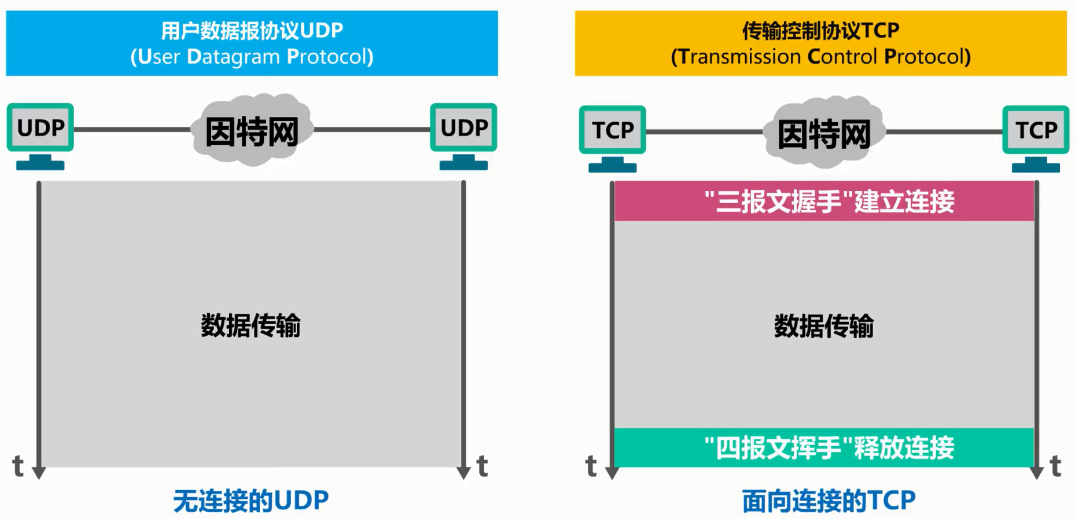 用户数据报协议UDP
(User Datagram Protocol)
UDP
因特网
UDP
数据传输
t
t
无连接的UDP
传输控制协议TCP
(Transmission Control Protocol)
TCP
因特网
TCP
"三报文握手"建立连接
数据传输
"四报文挥手"释放连接
t
t
面向连接的TCP